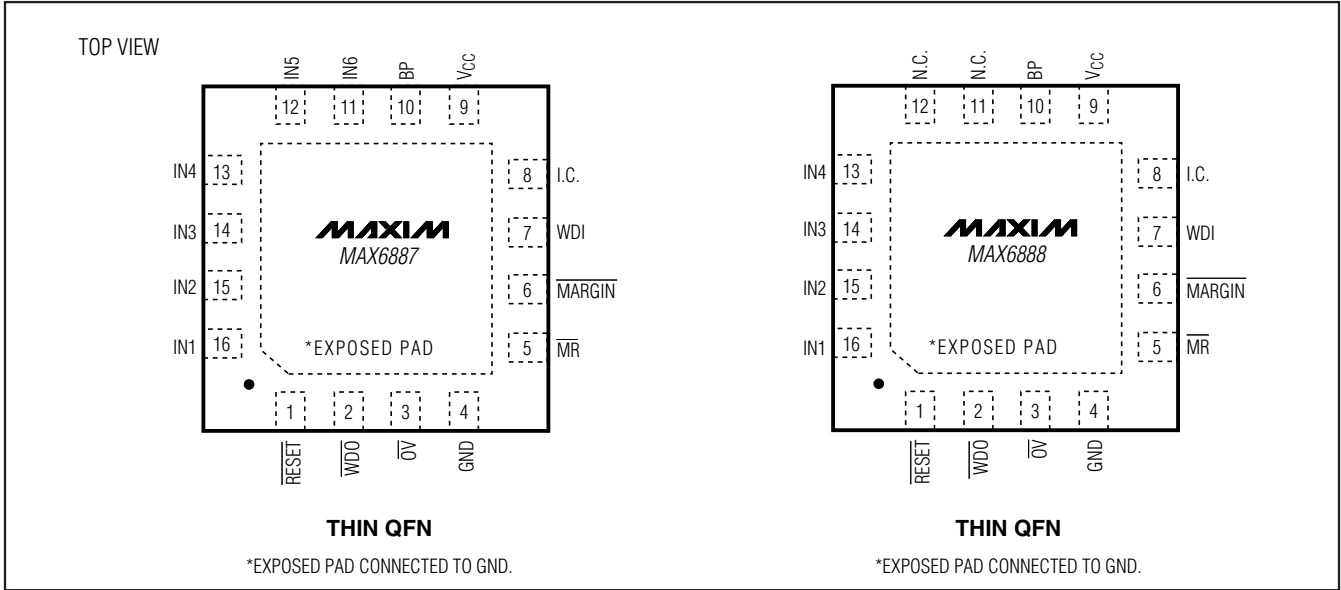 TOP VIEW
IN5 IN6 BP VCC
12 11 10 9
IN4 13
IN3 14
IN2 15
IN1 16
8 I.C.
7 WDI
6 MARGIN
5 MR
MAXIM
MAX6887
*EXPOSED PAD
1 2 3 4
RESET WDO OV GND
THIN QFN
*EXPOSED PAD CONNECTED TO GND.
N.C. N.C. BP VCC
12 11 10 9
IN4 13
IN3 14
IN2 15
IN1 16
8 I.C.
7 WDI
6 MARGIN
5 MR
MAXIM
MAX6888
*EXPOSED PAD
1 2 3 4
RESET WDO OV GND
THIN QFN
*EXPOSED PAD CONNECTED TO GND.